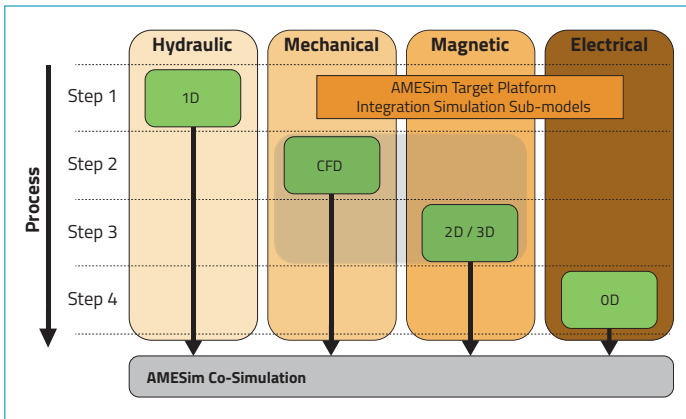 Hydraulic
Mechanical
Magnetic
Electrical
Process
Step 1
1D
AMESim Target Platform
Integration Simulation Sub-models
Step 2
CFD
Step 3
2D / 3D
Step 4
0D
AMESim Co-Simulation